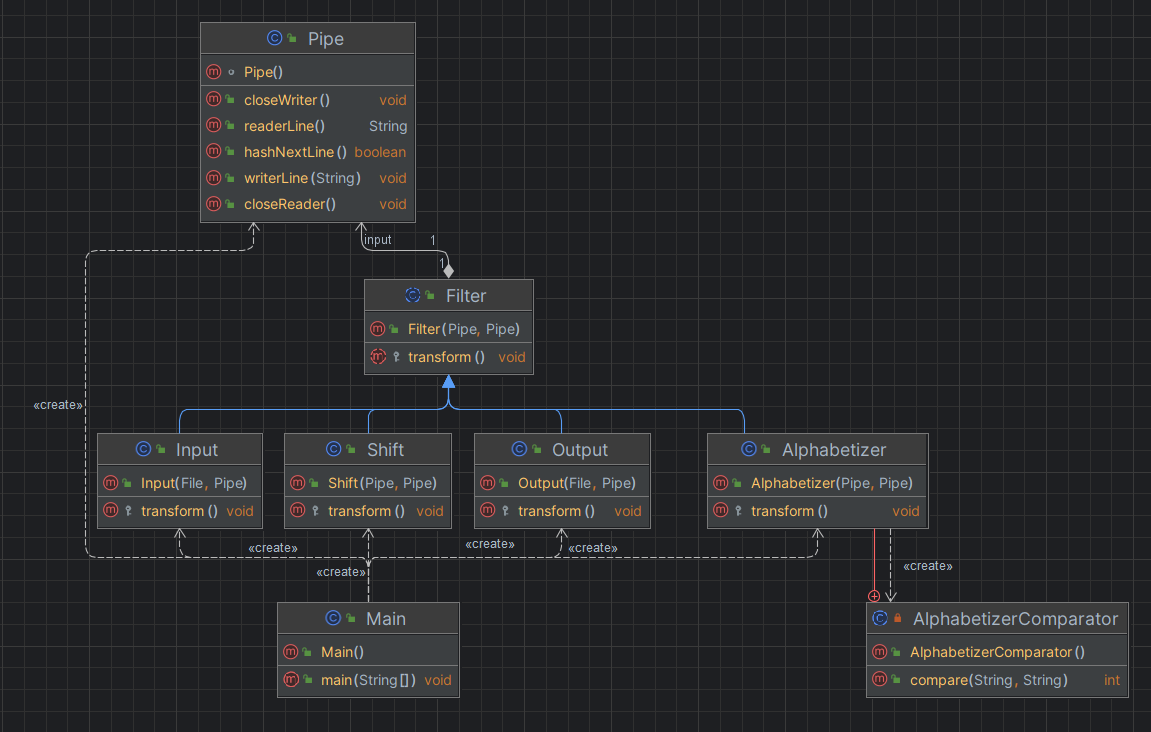 Pipe
Pipe()
closeWriter() void
readerLine() String
hashNextLine() boolean
writerLine(String) void
closeReader() void
input 1
1
Filter
Filter(Pipe, Pipe)
transform() void
«create»
Input
Input(File, Pipe)
transform() void
Shift
Shift(Pipe, Pipe)
transform() void
Output
Output(File, Pipe)
transform() void
Alphabetizer
Alphabetizer(Pipe, Pipe)
transform() void
«create»
«create»
«create»
«create»
«create»
Main
Main()
main(String[]) void
AlphabetizerComparator
AlphabetizerComparator()
compare(String, String) int